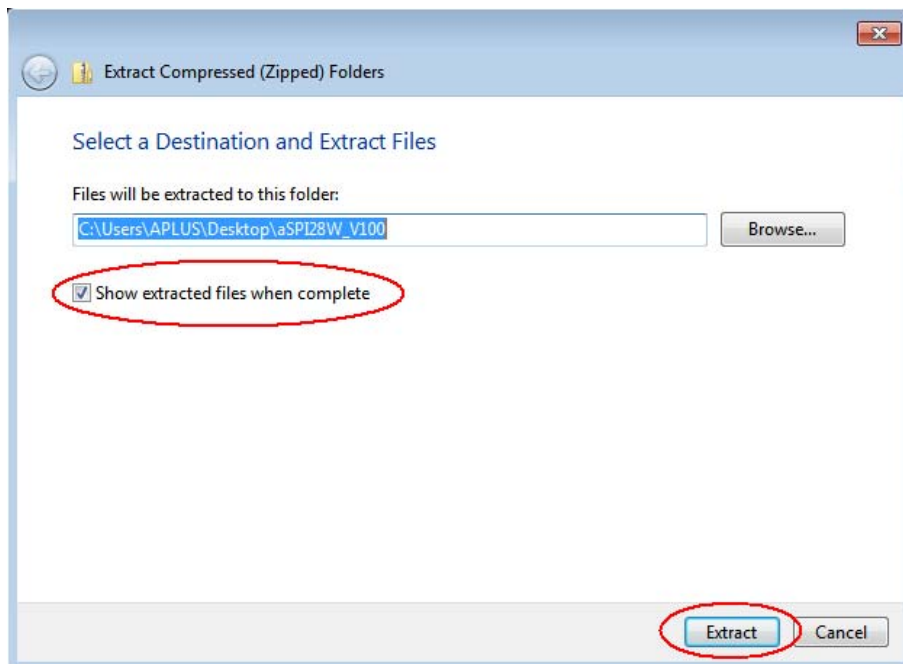 Extract Compressed (Zipped) Folders
Select a Destination and Extract Files
Files will be extracted to this folder:
C:\Users\APLUS\Desktop\aSPI28W_V100
Browse...
Show extracted files when complete
Extract
Cancel